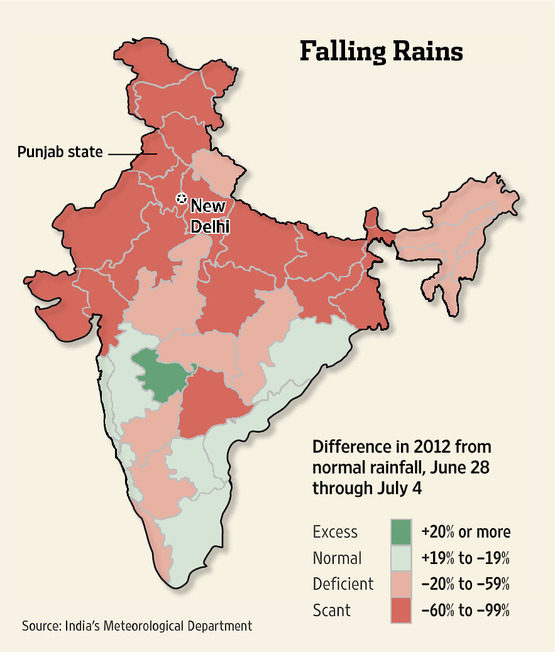 Falling Rains
Punjab state
New
Delhi
Difference in 2012 from
normal rainfall, June 28
through July 4
Excess +20% or more
Normal +19% to –19%
Deficient –20% to –59%
Scant –60% to –99%
Source: India's Meteorological Department